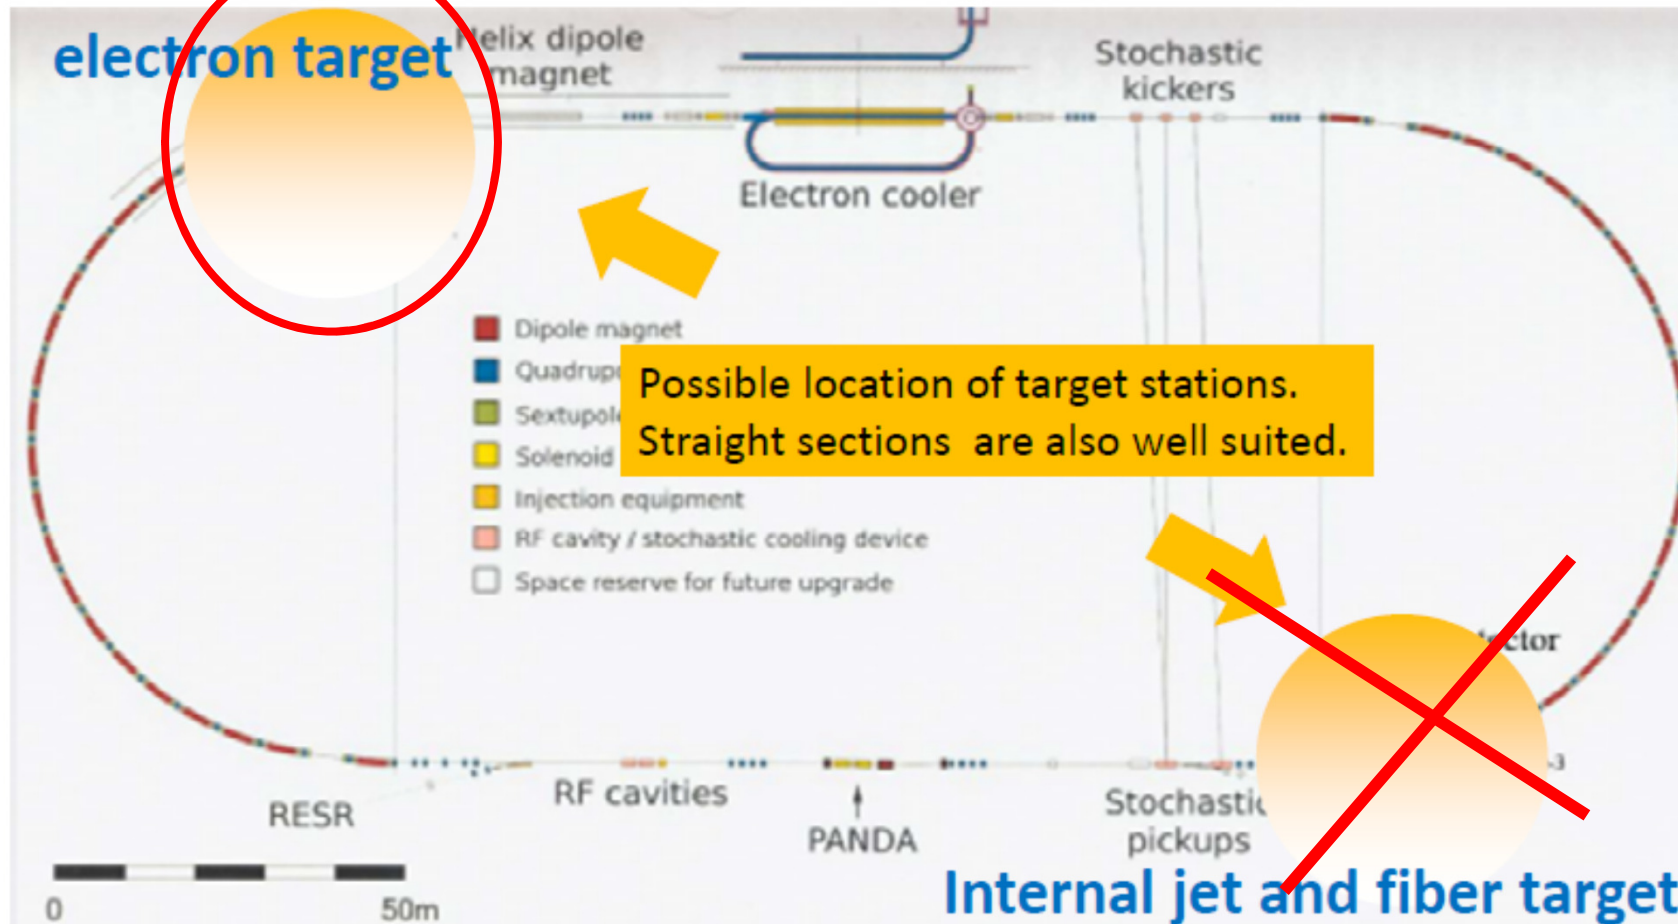 electron target
Helix dipole
magnet
Stochastic
kickers
Electron cooler
Dipole magnet
Solenoid
Injection equipment
RF cavity / stochastic cooling device
Space reserve for future upgrade
Possible location of target stations.
Straight sections are also well suited.
RESR
RF cavities
PANDA
Stochastic
pickups
0
50m
Internal jet and fiber target